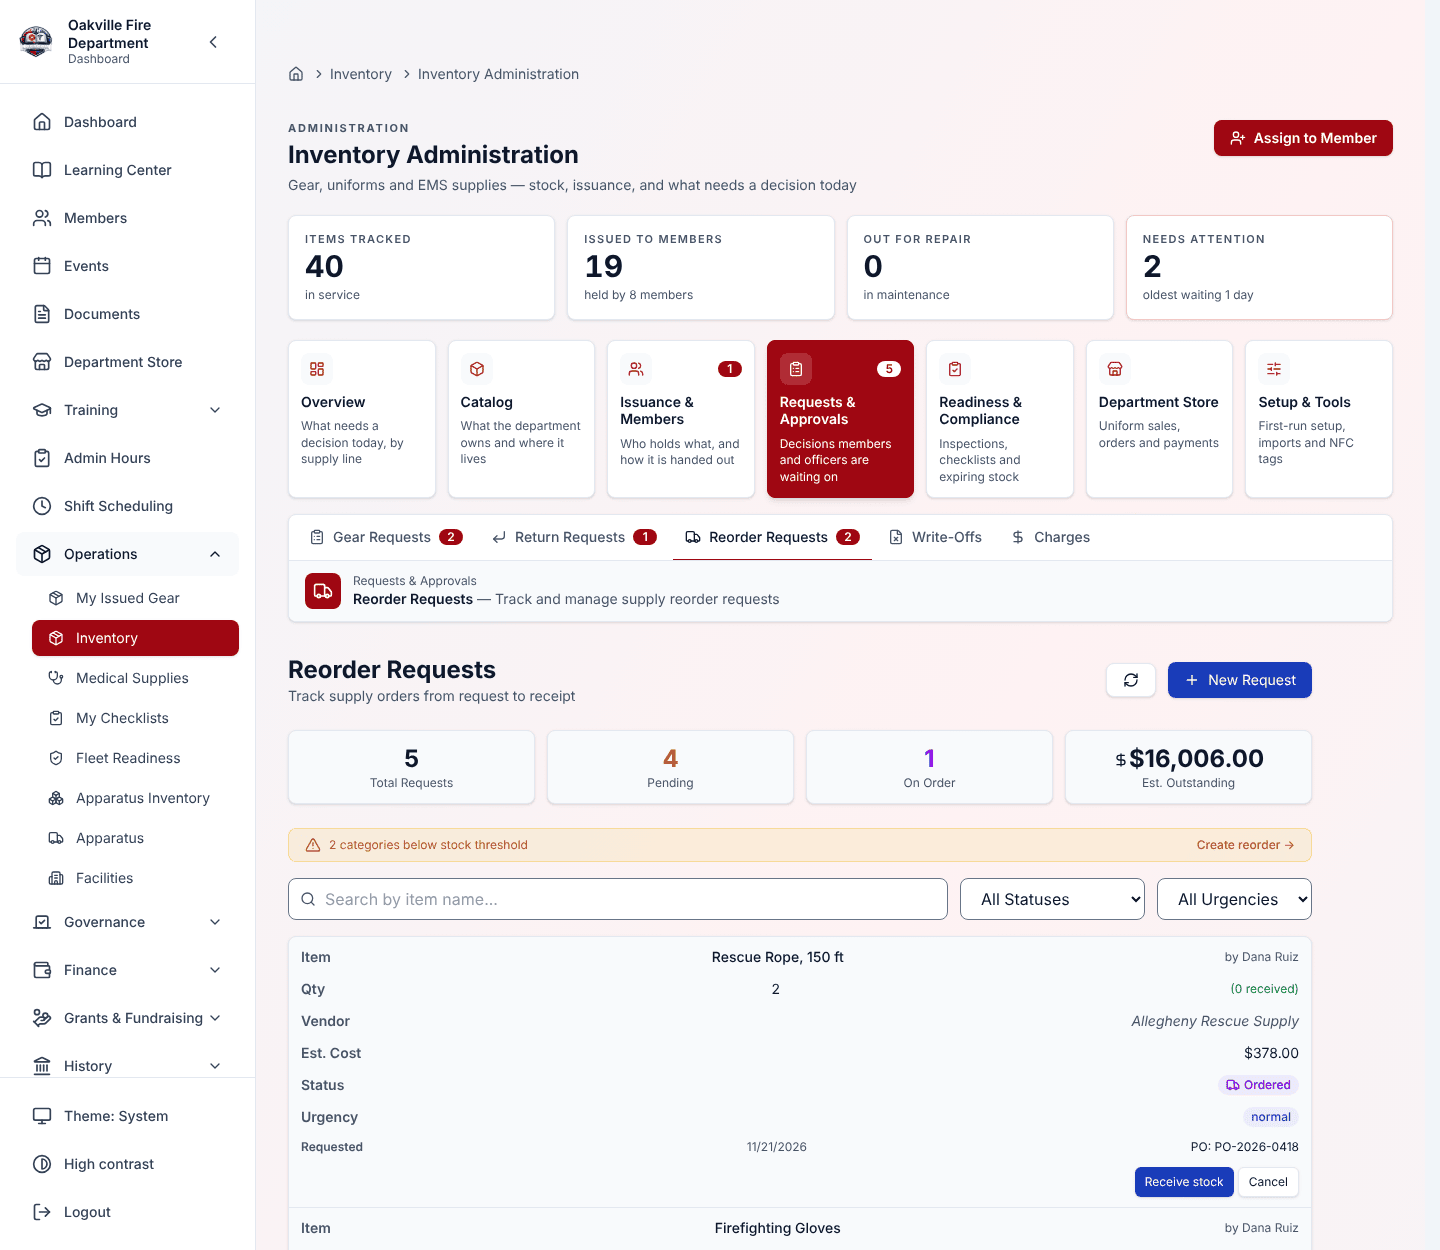 Oakville Fire
Department
Dashboard
Dashboard
Learning Center
Members
Events
Documents
Department Store
Training
Admin Hours
Shift Scheduling
Operations
My Issued Gear
Inventory
Medical Supplies
My Checklists
Fleet Readiness
Apparatus Inventory
Apparatus
Facilities
Governance
Finance
Grants & Fundraising
History
Theme: System
High contrast
Logout
Inventory
Inventory Administration
ADMINISTRATION
Inventory Administration
Gear, uniforms and EMS supplies — stock, issuance, and what needs a decision today
Assign to Member
ITEMS TRACKED
40
in service
ISSUED TO MEMBERS
19
held by 8 members
OUT FOR REPAIR
0
in maintenance
NEEDS ATTENTION
2
oldest waiting 1 day
Overview
What needs a
decision today, by
supply line
Catalog
What the department
owns and where it
lives
1
Issuance &
Members
Who holds what, and
how it is handed out
5
Requests &
Approvals
Decisions members
and officers are
waiting on
Readiness &
Compliance
Inspections,
checklists and
expiring stock
Department Store
Uniform sales,
orders and payments
Setup & Tools
First-run setup,
imports and NFC
tags
Gear Requests 2
Return Requests 1
Reorder Requests 2
Write-Offs
Charges
Requests & Approvals
Reorder Requests — Track and manage supply reorder requests
Reorder Requests
Track supply orders from request to receipt
New Request
5
Total Requests
4
Pending
1
On Order
$16,006.00
Est. Outstanding
2 categories below stock threshold
Create reorder →
Search by item name...
All Statuses
All Urgencies
Item Rescue Rope, 150 ft by Dana Ruiz
Qty 2 (0 received)
Vendor Allegheny Rescue Supply
Est. Cost $378.00
Status Ordered
Urgency normal
Requested 11/21/2026 PO: PO-2026-0418
Receive stock Cancel
Item Firefighting Gloves by Dana Ruiz